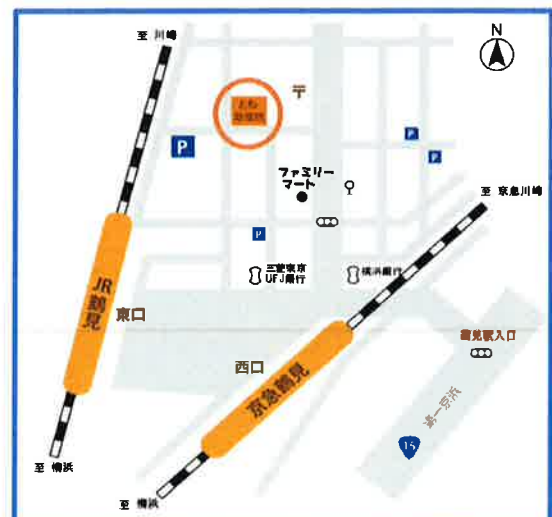 至 川崎
N
〒
P
P
P
ファミリー
マート
至 京急川崎
P
三菱東京
UFJ銀行
横浜銀行
JR鶴見
東口
鶴見駅入口
西口
京急鶴見
第一京浜
15
至 横浜
至 横浜